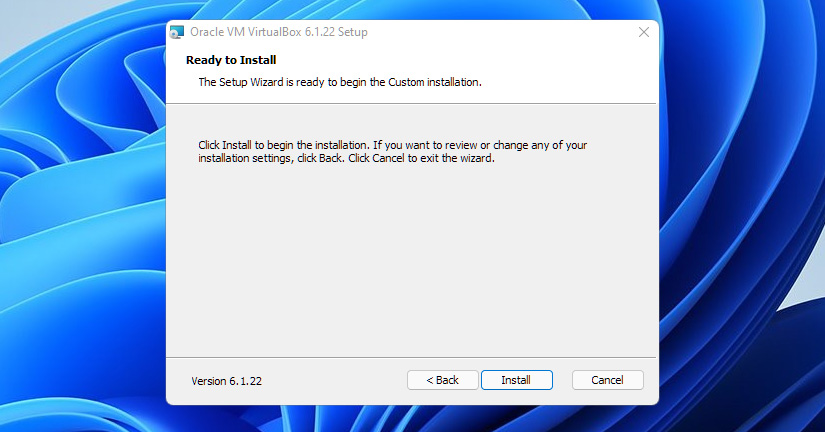 Oracle VM VirtualBox 6.1.22 Setup
Ready to Install
The Setup Wizard is ready to begin the Custom installation.
Click Install to begin the installation. If you want to review or change any of your
installation settings, click Back. Click Cancel to exit the wizard.
Version 6.1.22
< Back
Install
Cancel